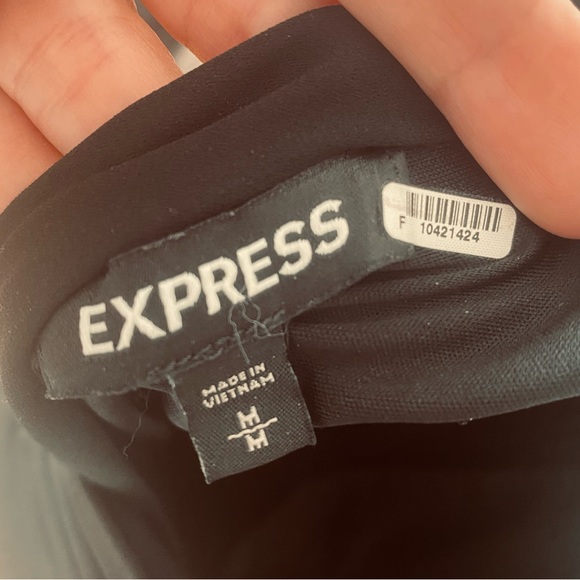 EXPRESS
F 10421424
MADE IN
VIETNAM
M
M